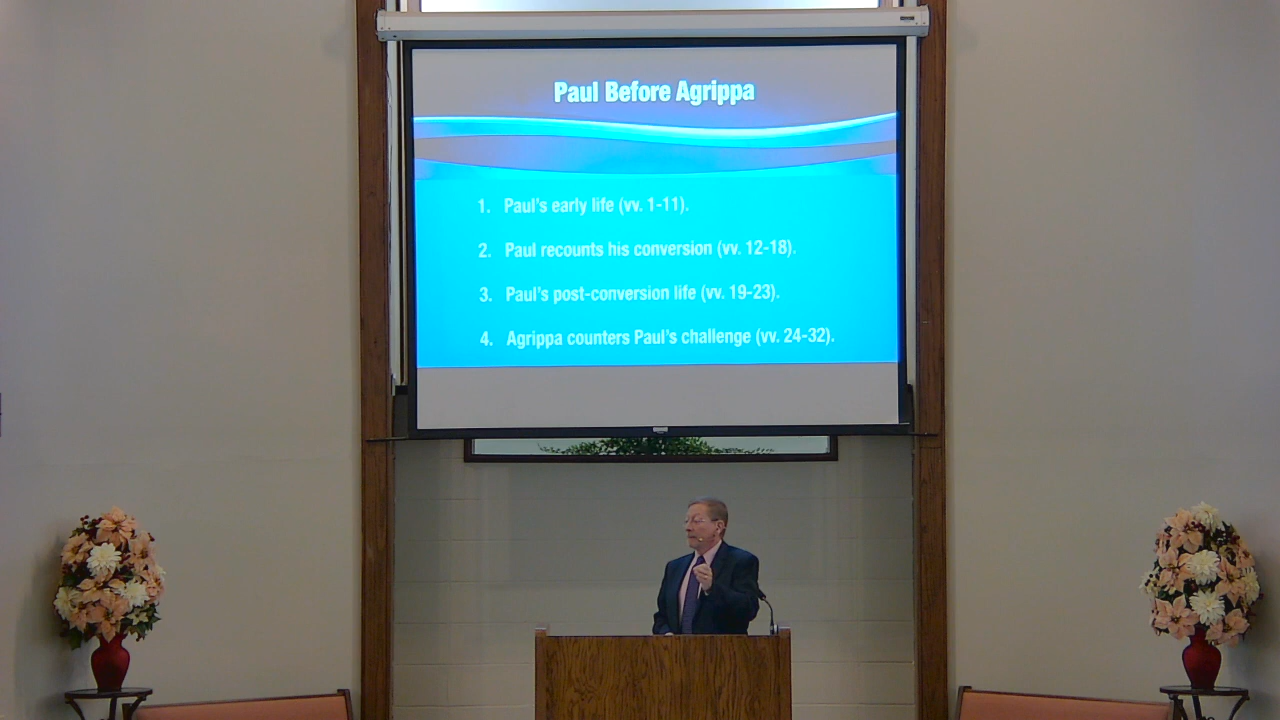 Paul Before Agrippa
1. Paul's early life (vv. 1-11).
2. Paul recounts his conversion (vv. 12-18).
3. Paul's post-conversion life (vv. 19-23).
4. Agrippa counters Paul's challenge (vv. 24-32).